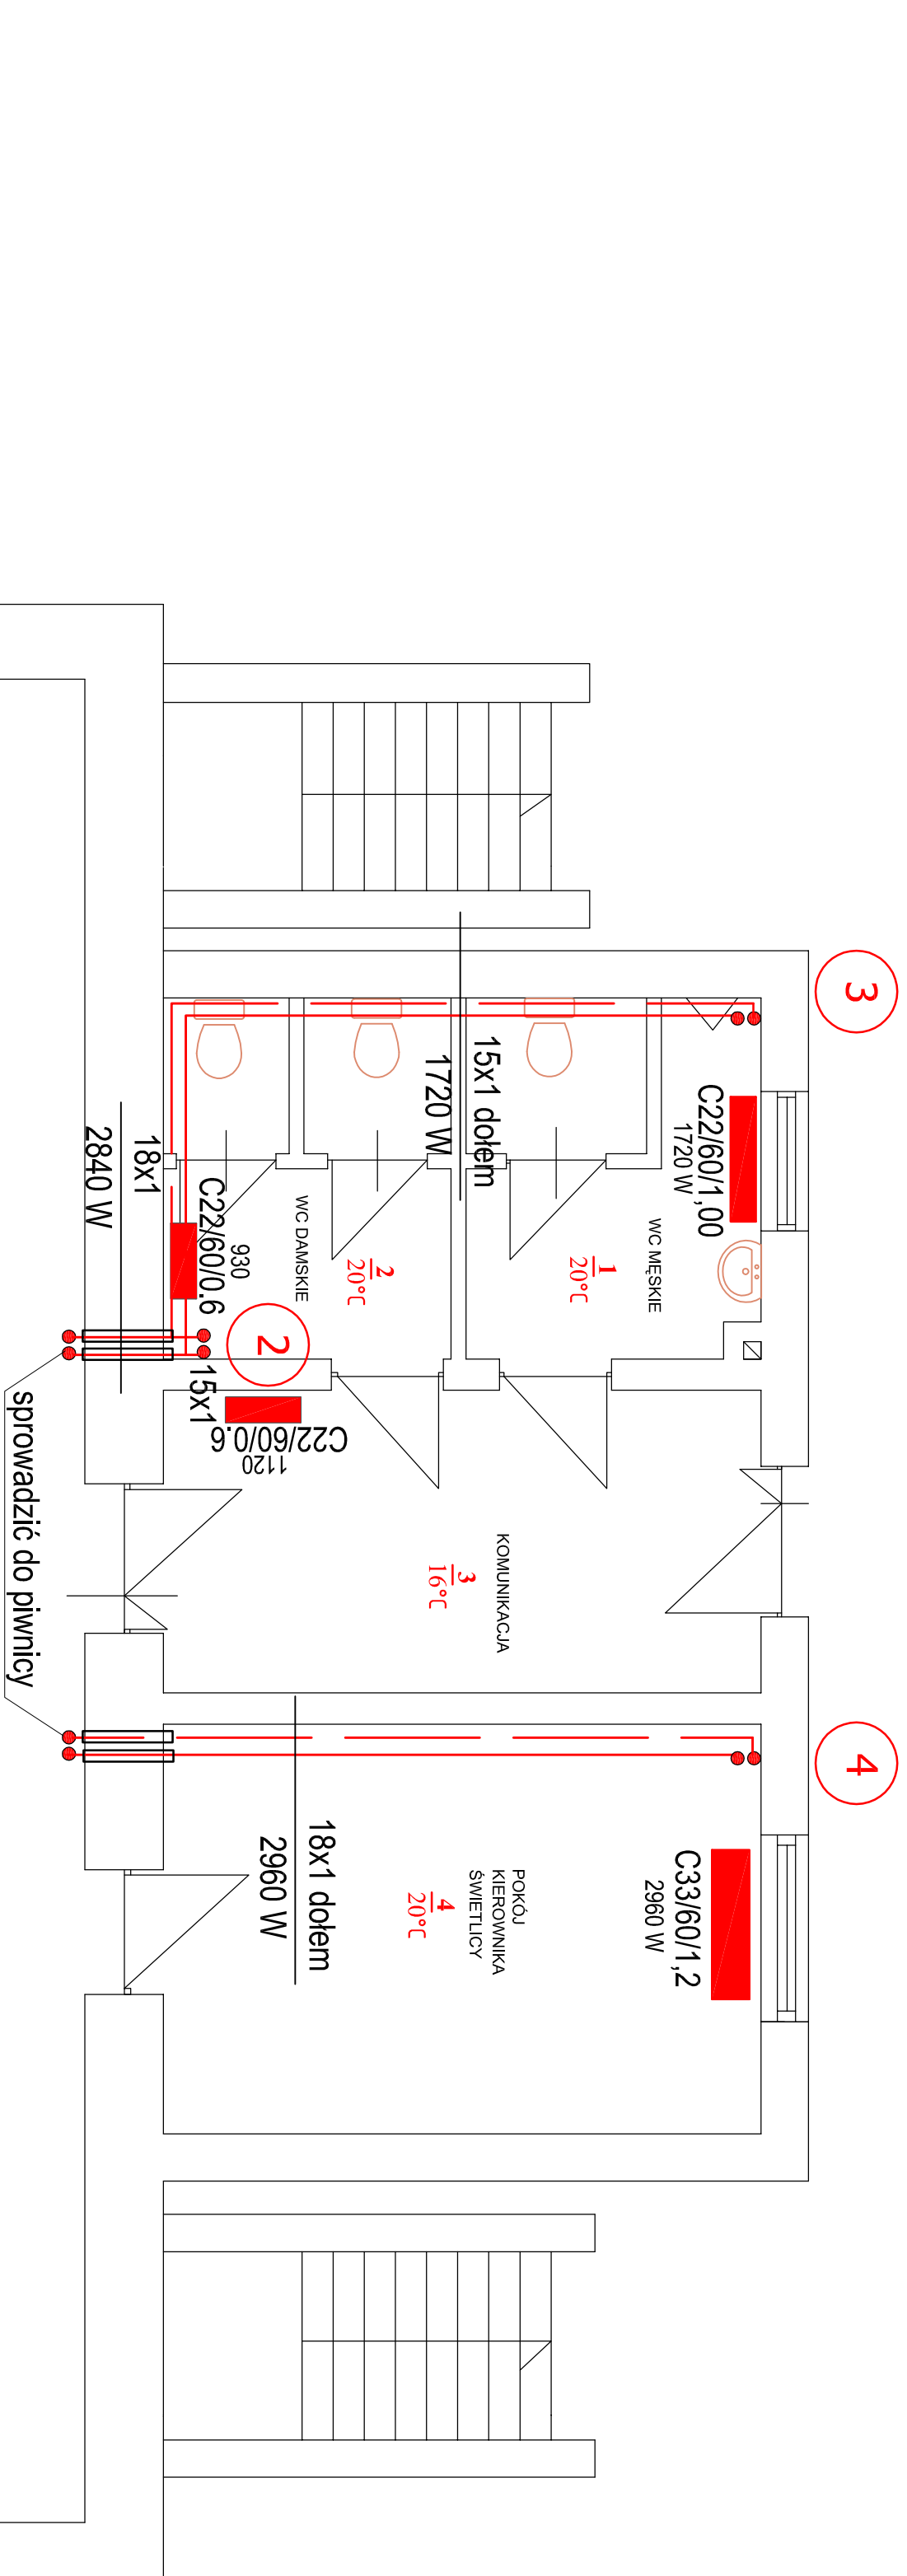 3
C22/60/1,00
1720 W
15x1 dołem
1720 W
WC MĘSKIE
1
20°C
WC DAMSKIE
2
20°C
C22/60/0.6
930
18x1
2840 W
2
15x1
C22/60/0.6
1120
sprowadzić do piwnicy
KOMUNIKACJA
3
16°C
4
C33/60/1,2
2960 W
POKÓJ
KIEROWNIKA
ŚWIETLICY
4
20°C
18x1 dołem
2960 W